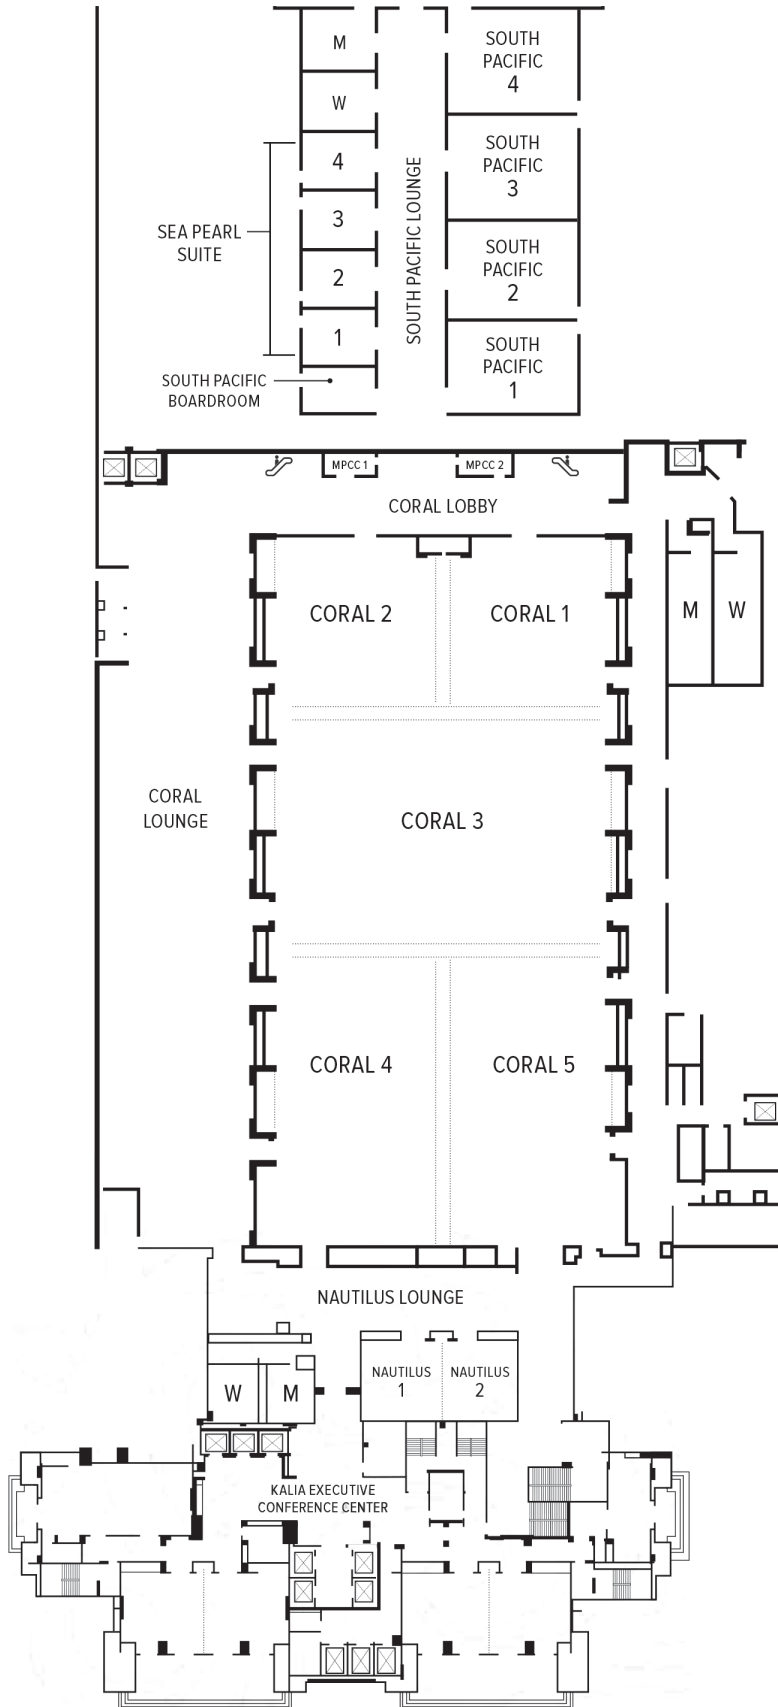 M
SOUTH
PACIFIC
4
W
SOUTH
PACIFIC
3
4
SEA PEARL
SUITE
3
SOUTH PACIFIC LOUNGE
SOUTH
PACIFIC
2
2
1
SOUTH
PACIFIC
1
SOUTH PACIFIC
BOARDROOM
MPCC 1
MPCC 2
CORAL LOBBY
CORAL 2
CORAL 1
M
W
CORAL
LOUNGE
CORAL 3
CORAL 4
CORAL 5
NAUTILUS LOUNGE
W
M
NAUTILUS
1
NAUTILUS
2
KALIA EXECUTIVE
CONFERENCE CENTER